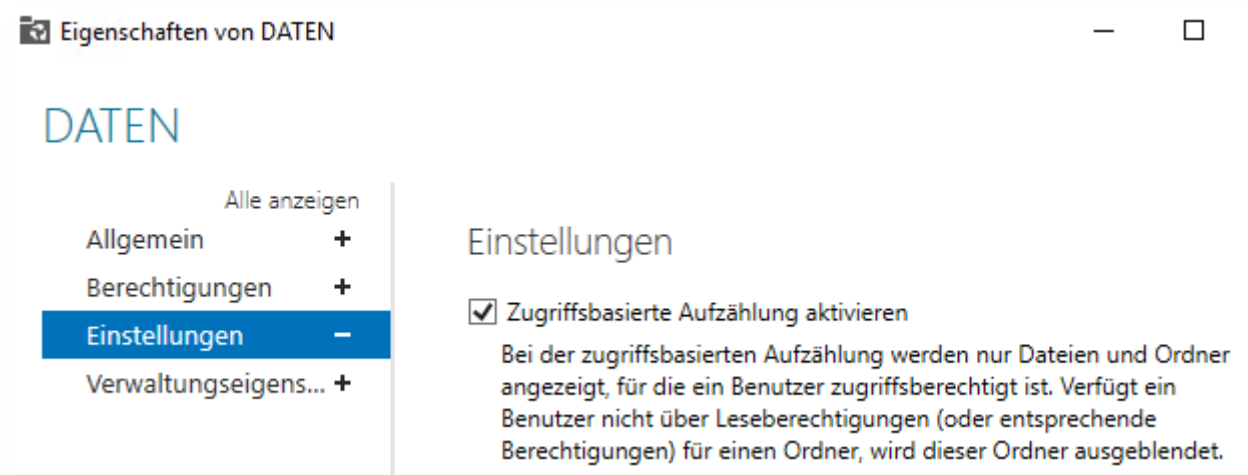 Eigenschaften von DATEN
DATEN
Alle anzeigen
Allgemein +
Berechtigungen +
Einstellungen –
Verwaltungseigens... +
Einstellungen
Zugriffsbasierte Aufzählung aktivieren
Bei der zugriffsbasierten Aufzählung werden nur Dateien und Ordner
angezeigt, für die ein Benutzer zugriffsberechtigt ist. Verfügt ein
Benutzer nicht über Leseberechtigungen (oder entsprechende
Berechtigungen) für einen Ordner, wird dieser Ordner ausgeblendet.